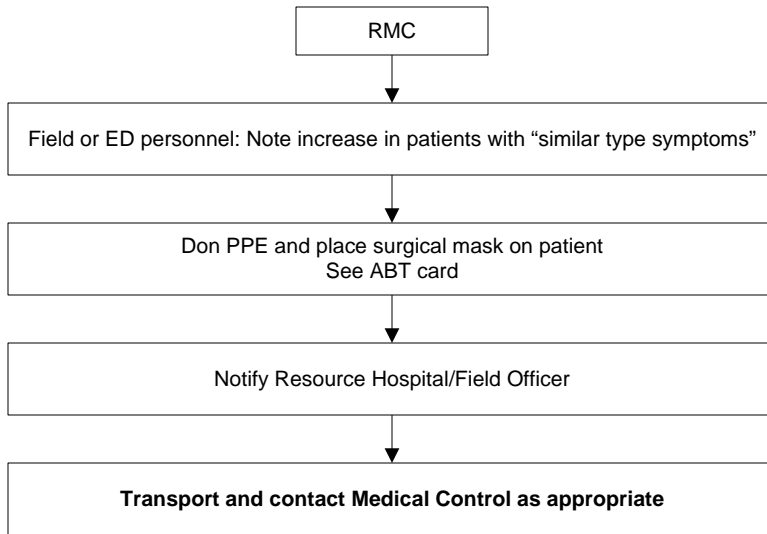 RMC
Field or ED personnel: Note increase in patients with “similar type symptoms”
Don PPE and place surgical mask on patient
See ABT card
Notify Resource Hospital/Field Officer
Transport and contact Medical Control as appropriate